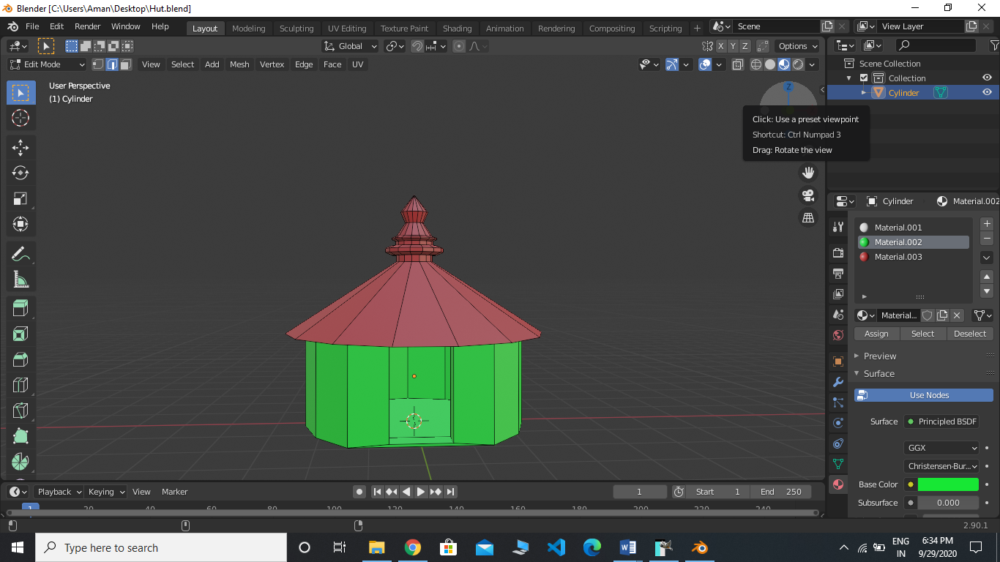 Blender [C:\Users\Aman\Desktop\Hut.blend]
File Edit Render Window Help Layout Modeling Sculpting UV Editing Texture Paint Shading Animation Rendering Compositing Scripting + Scene View Layer
Global X Y Z Options
Edit Mode View Select Add Mesh Vertex Edge Face UV
User Perspective
(1) Cylinder
Z
Click: Use a preset viewpoint
Shortcut: Ctrl Numpad 3
Drag: Rotate the view
Scene Collection
Collection
Cylinder
Cylinder Material.002
Material.001
Material.002
Material.003
Material...
Assign Select Deselect
Preview
Surface
Use Nodes
Surface Principled BSDF
GGX
Christensen-Bur...
Base Color
Subsurface 0.000
Playback Keying View Marker 1 Start 1 End 250
1 20 40 60 80 100 120 140 160 180 200 220 240
2.90.1
Type here to search
ENG
IN
6:34 PM
9/29/2020